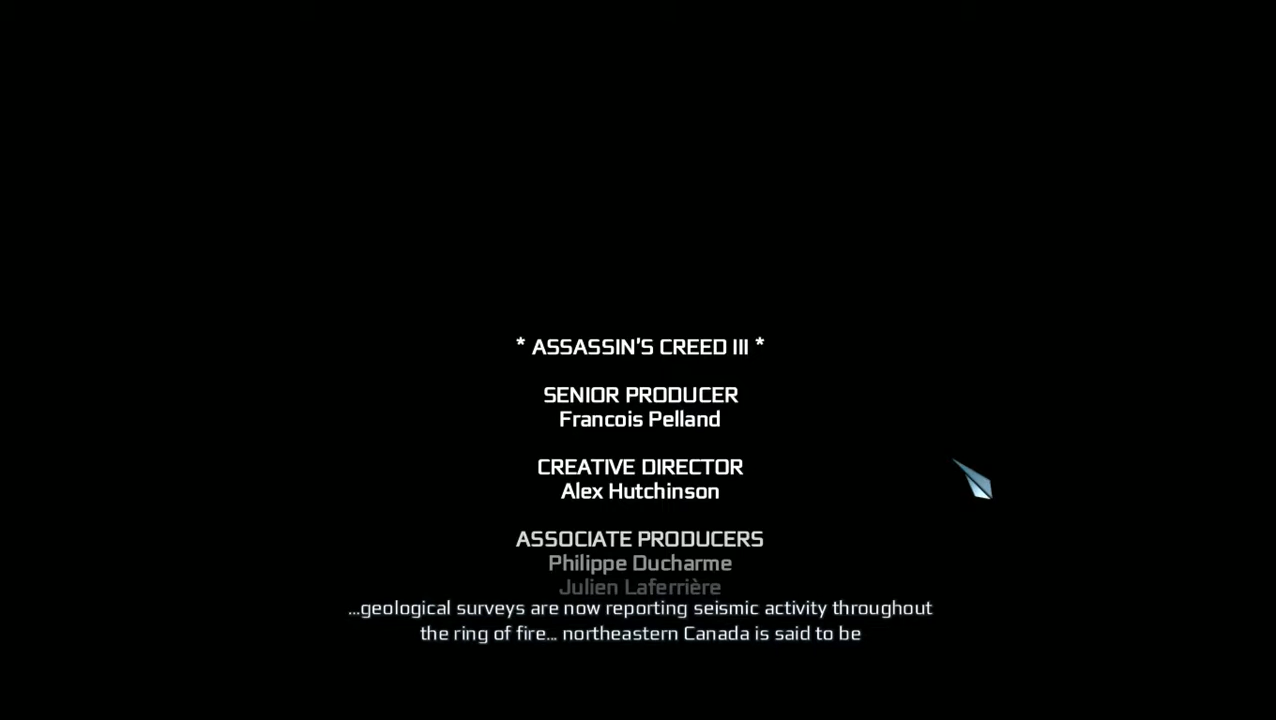 * ASSASSIN'S CREED III *
SENIOR PRODUCER
Francois Pelland
CREATIVE DIRECTOR
Alex Hutchinson
ASSOCIATE PRODUCERS
Philippe Ducharme
Julien Laferrière
...geological surveys are now reporting seismic activity throughout
the ring of fire... northeastern Canada is said to be